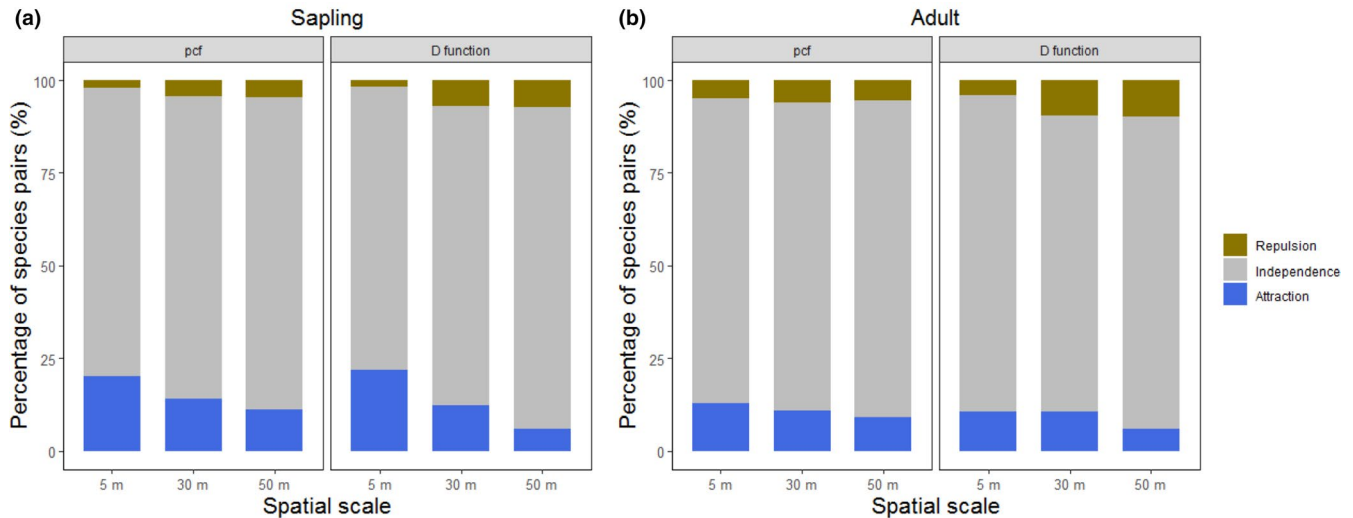 (a) Sapling
pcf D function
Percentage of species pairs (%)
100
75
50
25
0
5 m 30 m 50 m 5 m 30 m 50 m
Spatial scale
(b) Adult
pcf D function
Percentage of species pairs (%)
100
75
50
25
0
5 m 30 m 50 m 5 m 30 m 50 m
Spatial scale
Repulsion
Independence
Attraction